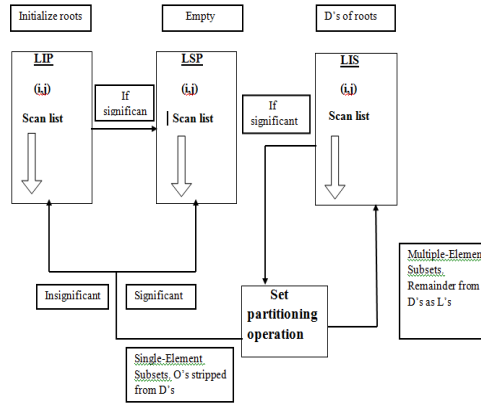 Initialize roots
Empty
D's of roots
LIP
(i,j)
Scan list
If
significan
LSP
(i,j)
Scan list
If
significant
LIS
(i,j)
Scan list
Insignificant
Significant
Set
partitioning
operation
Multiple-Elemen
Subsets,
Remainder from
D's as L's
Single-Element
Subsets, O's stripped
from D's